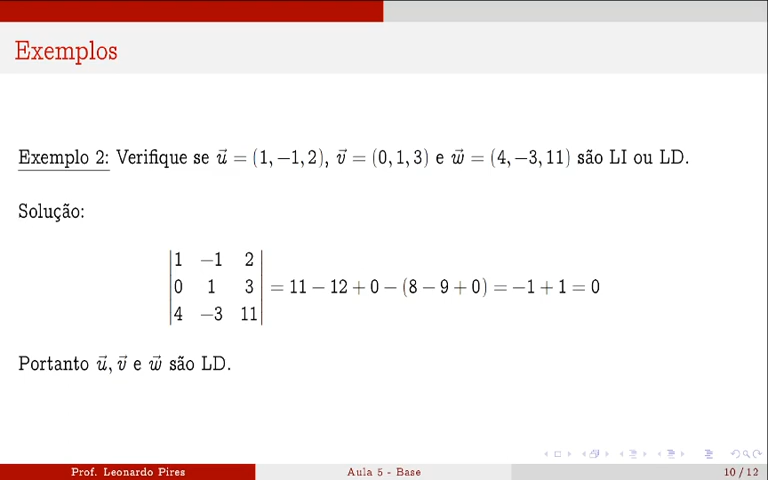 Exemplos
Exemplo 2: Verifique se u⃗ = (1, −1, 2), v⃗ = (0, 1, 3) e w⃗ = (4, −3, 11) são LI ou LD.
Solução:
|1 −1 2|
|0 1 3| = 11 − 12 + 0 − (8 − 9 + 0) = −1 + 1 = 0
|4 −3 11|
Portanto u⃗, v⃗ e w⃗ são LD.
Prof. Leonardo Pires Aula 5 - Base 10 / 12